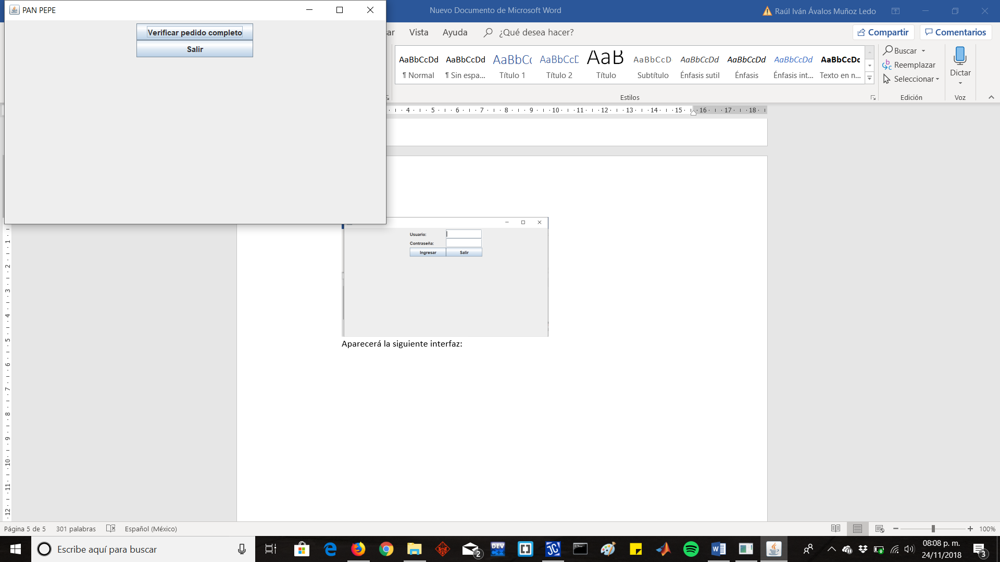 PAN PEPE
Verificar pedido completo
Salir
Nuevo Documento de Microsoft Word
Raúl Iván Ávalos Muñoz Ledo
ar
Vista
Ayuda
¿Qué desea hacer?
Compartir
Comentarios
AaBbCcDd
AaBbCcDd
AaBbCc
AaBbCcD
AaB
AaBbCcD
AaBbCcDd
AaBbCcDd
AaBbCcDd
AaBbCcDc
¶ Normal
¶ Sin espa...
Título 1
Título 2
Título
Subtítulo
Énfasis sutil
Énfasis
Énfasis int...
Texto en n...
Estilos
Buscar
Reemplazar
Seleccionar
Edición
Dictar
Voz
4 5 6 7 8 9 10 11 12 13 14 15 16 17 18
1
2
3
4
5
6
7
8
9
10
11
12
Usuario:
Contraseña:
Ingresar
Salir
Aparecerá la siguiente interfaz:
Página 5 de 5
301 palabras
Español (México)
100%
Escribe aquí para buscar
2
DEV
C++
JC
08:08 p. m.
24/11/2018
3